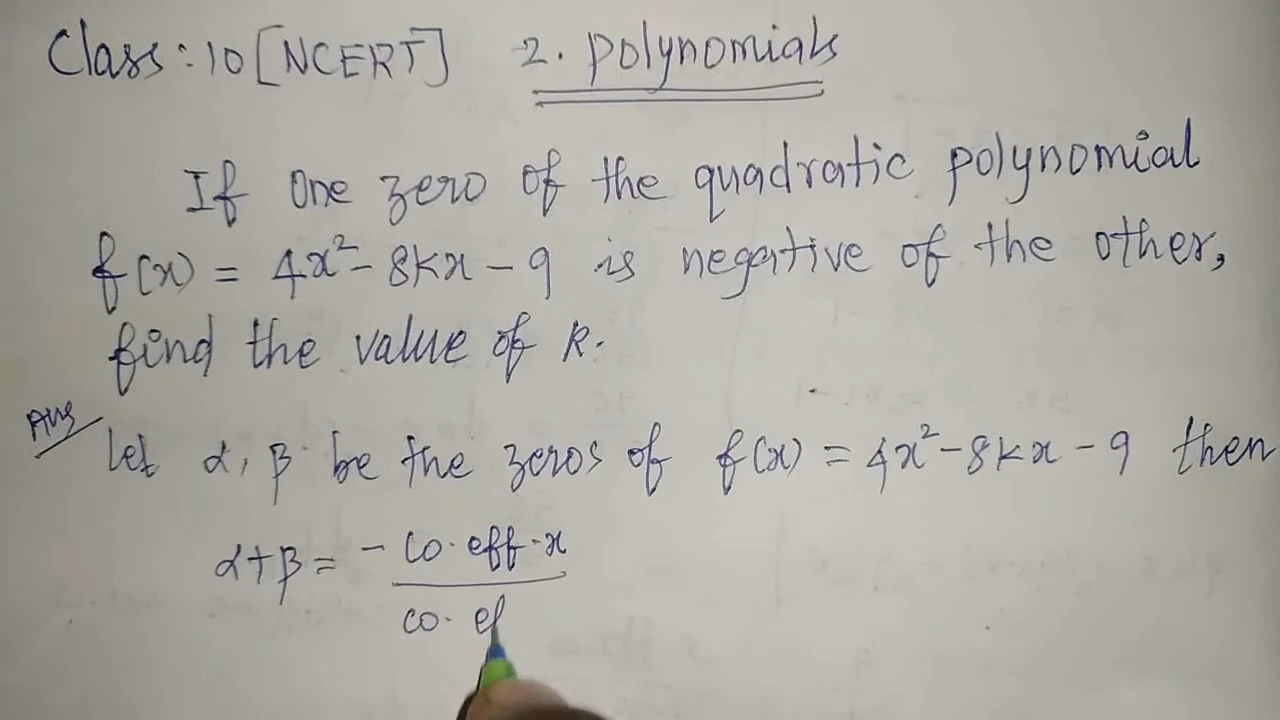 Class: 10 [NCERT] 2. Polynomials
If One zero of the quadratic polynomial
f(x) = 4x² - 8kx - 9 is negative of the other,
find the value of k.
Ans
Let α, β be the zeros of f(x) = 4x² - 8kx - 9 then
α+β = - co.eff.x
co. ef